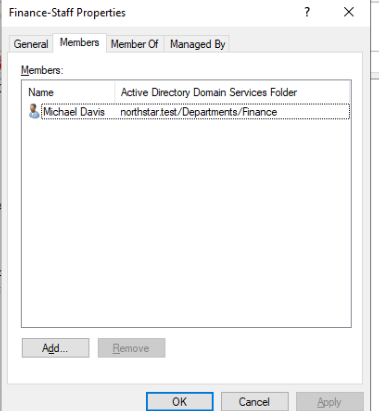 Finance-Staff Properties ? X
General Members Member Of Managed By
Members:
Name Active Directory Domain Services Folder
Michael Davis northstar.test/Departments/Finance
Add... Remove
OK Cancel Apply